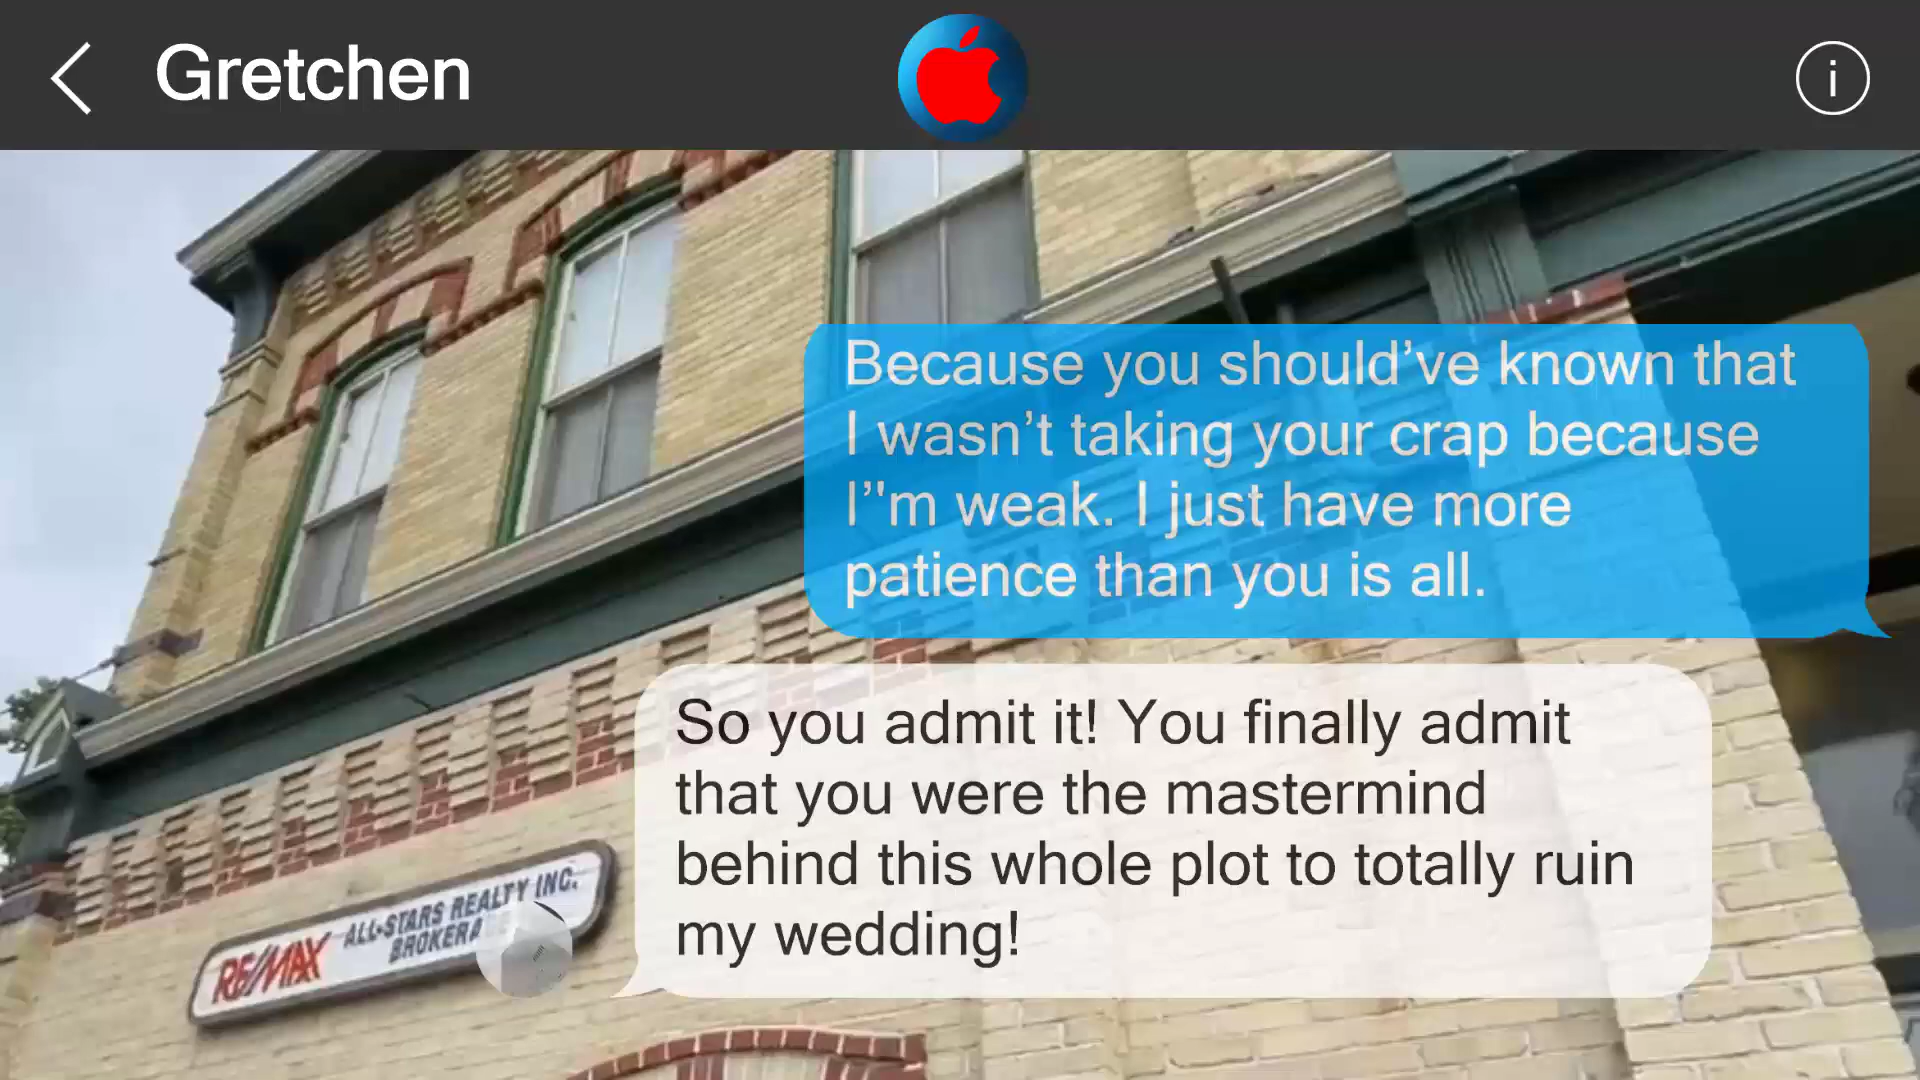 Gretchen
i
Because you should’ve known that
I wasn’t taking your crap because
I’'m weak. I just have more
patience than you is all.
So you admit it! You finally admit
that you were the mastermind
behind this whole plot to totally ruin
my wedding!
RE/MAX ALL-STARS REALTY INC.